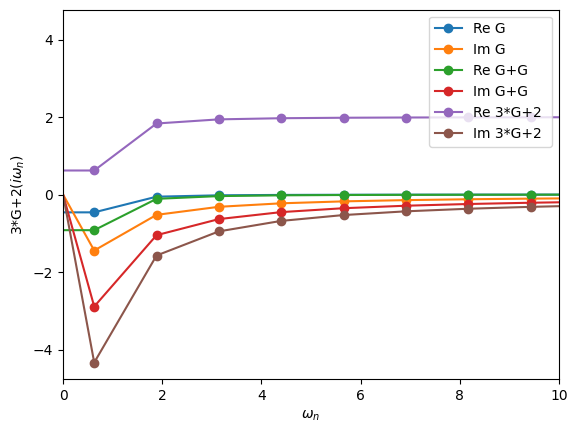 Re G
Im G
Re G+G
Im G+G
Re 3*G+2
Im 3*G+2
4
2
0
−2
−4
3*G+2(iωₙ)
0 2 4 6 8 10
ωₙ